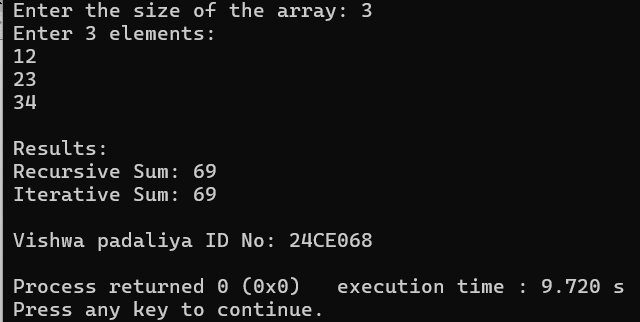 Enter the size of the array: 3
Enter 3 elements:
12
23
34
Results:
Recursive Sum: 69
Iterative Sum: 69
Vishwa padaliya ID No: 24CE068
Process returned 0 (0x0)   execution time : 9.720 s
Press any key to continue.